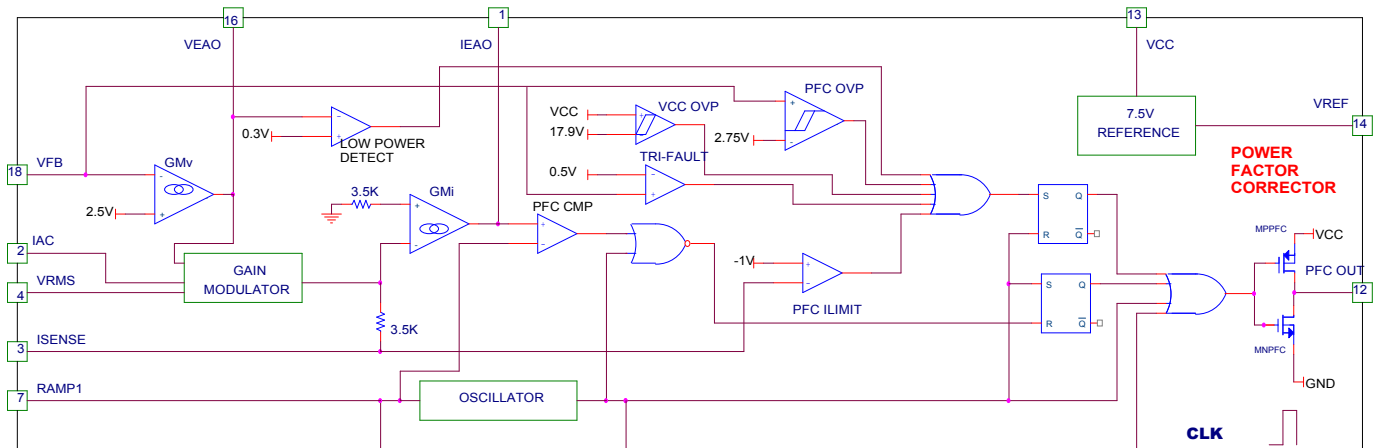 16
1
13
VEAO
IEAO
VCC
PFC OVP
VCC OVP
VCC
17.9V
2.75V
7.5V
REFERENCE
VREF
14
0.3V
LOW POWER
DETECT
TRI-FAULT
POWER
FACTOR
CORRECTOR
VFB
18
GMv
0.5V
2.5V
3.5K
GMi
PFC CMP
S Q
R Q
MPPFC
VCC
IAC
2
GAIN
MODULATOR
-1V
PFC OUT
12
VRMS
4
S Q
R Q
PFC ILIMIT
3.5K
ISENSE
3
MNPFC
RAMP1
7
OSCILLATOR
GND
CLK